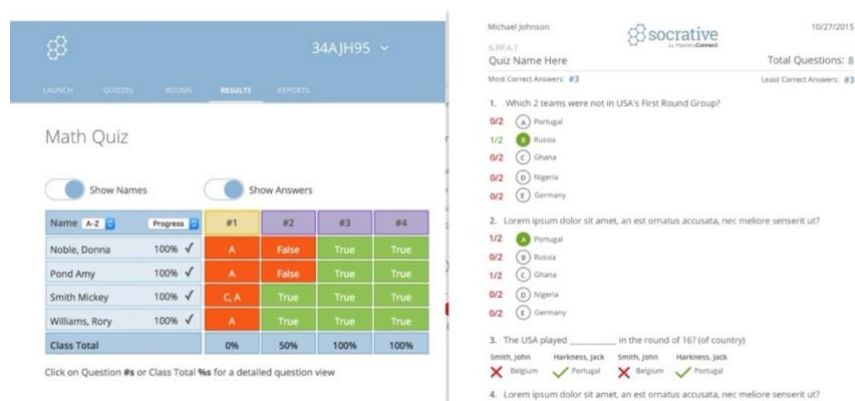 34AJH95
LAUNCH QUIZZES ROOMS RESULTS REPORTS
Math Quiz
Show Names Show Answers
Name A-Z Progress #1 #2 #3 #4
Noble, Donna 100% ✓ A False True True
Pond Amy 100% ✓ A False True True
Smith Mickey 100% ✓ C, A True True True
Williams, Rory 100% ✓ A True True True
Class Total 0% 50% 100% 100%
Click on Question #s or Class Total %s for a detailed question view
Michael Johnson 10/27/2015
socrative
by MasteryConnect
6.RP.A.1
Quiz Name Here Total Questions: 8
Most Correct Answers: #3 Least Correct Answers: #3
1. Which 2 teams were not in USA's First Round Group?
0/2 A Portugal
1/2 B Russia
0/2 C Ghana
0/2 D Nigeria
0/2 E Germany
2. Lorem ipsum dolor sit amet, an est ornatus accusata, nec meliore senserit ut?
1/2 A Portugal
0/2 B Russia
1/2 C Ghana
0/2 D Nigeria
0/2 E Germany
3. The USA played ________ in the round of 16? (of country)
Smith, John Harkness, Jack Smith, John Harkness, Jack
Belgium Portugal Belgium Portugal
4. Lorem ipsum dolor sit amet, an est ornatus accusata, nec meliore senserit ut?